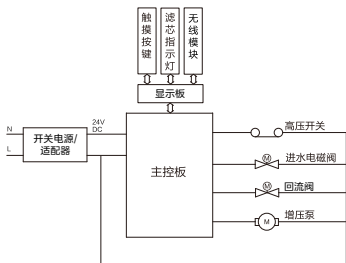 触摸按键
滤芯指示灯
无线模块
显示板
N
L
开关电源/
适配器
24V
DC
主控板
高压开关
M
进水电磁阀
M
回流阀
M
增压泵